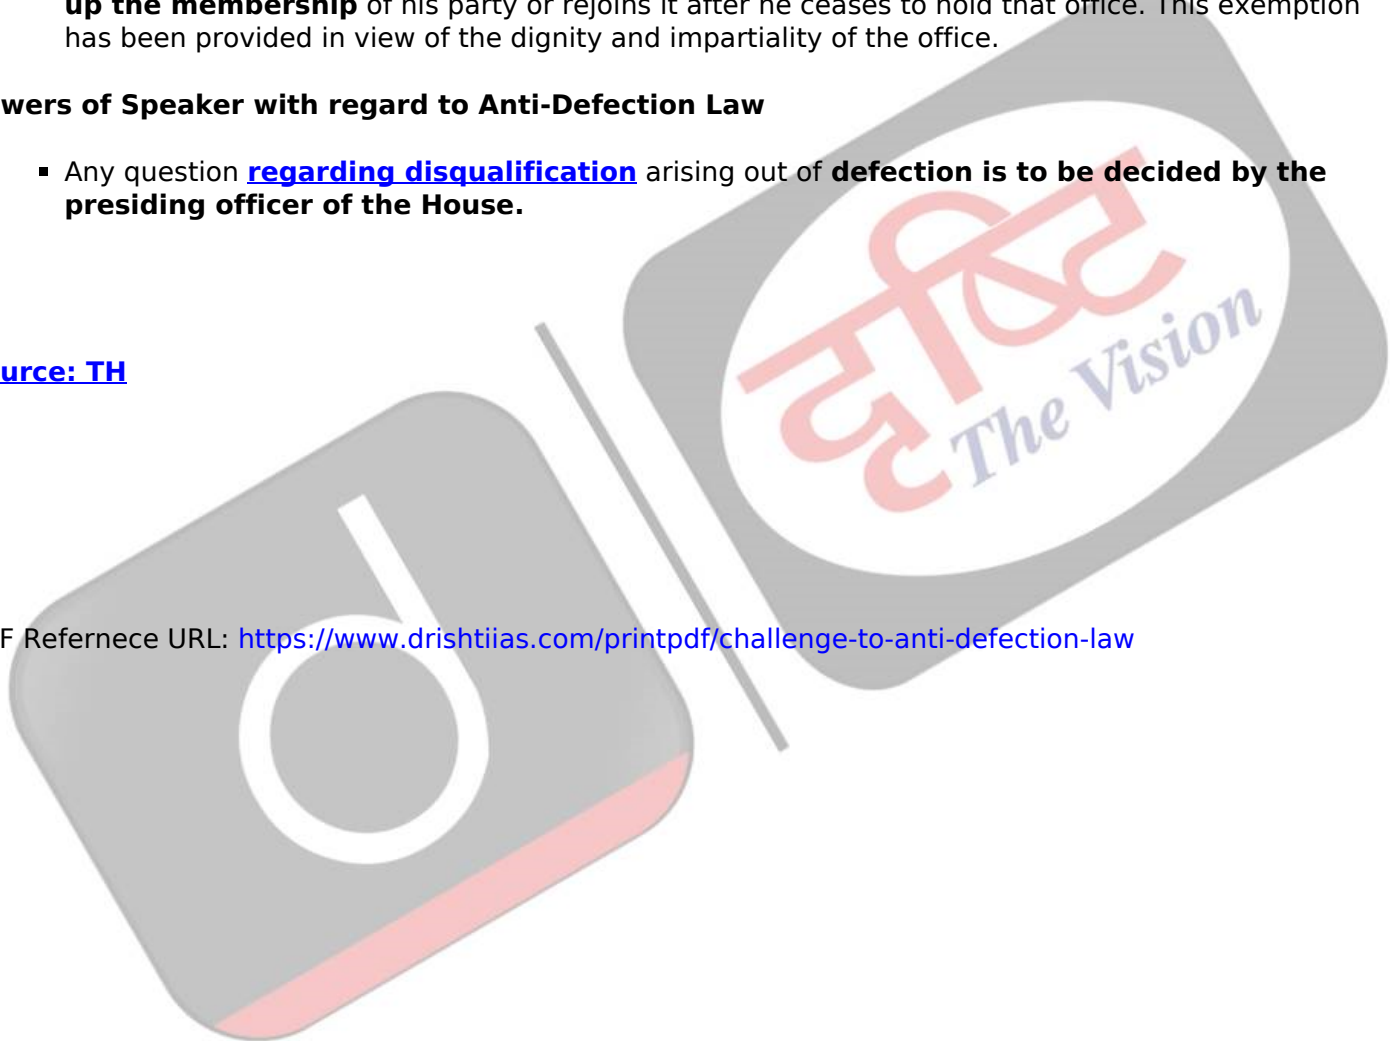 up the membership of his party or rejoins it after he ceases to hold that office. This exemption
has been provided in view of the dignity and impartiality of the office.
wers of Speaker with regard to Anti-Defection Law
▪ Any question regarding disqualification arising out of defection is to be decided by the
presiding officer of the House.
दृष्टि
The Vision
urce: TH
d
F Refernece URL: https://www.drishtiias.com/printpdf/challenge-to-anti-defection-law